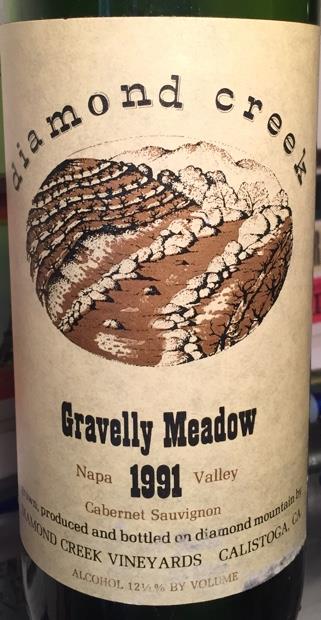 diamond creek
Gravelly Meadow
Napa 1991 Valley
Cabernet Sauvignon
grown, produced and bottled on diamond mountain by
DIAMOND CREEK VINEYARDS CALISTOGA, CA
ALCOHOL 12½% BY VOLUME